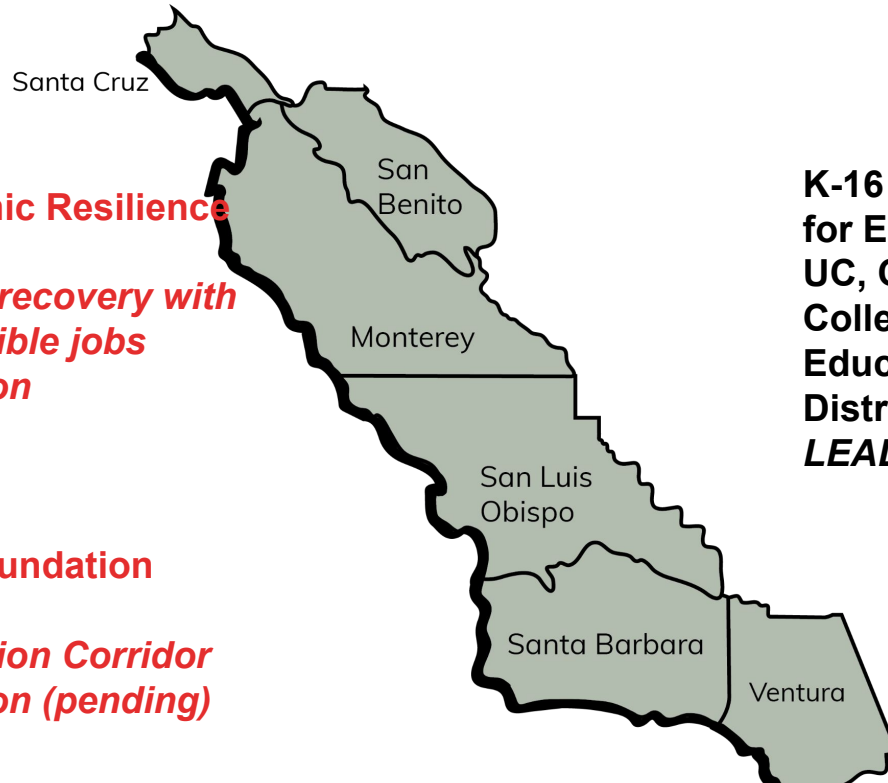 Santa Cruz
San
Benito
Monterey
San Luis
Obispo
Santa Barbara
Ventura
nic Resilience
recovery with
ible jobs
on
undation
ion Corridor
on (pending)
K-16
for E
UC, C
Colle
Educ
Distr
LEAD